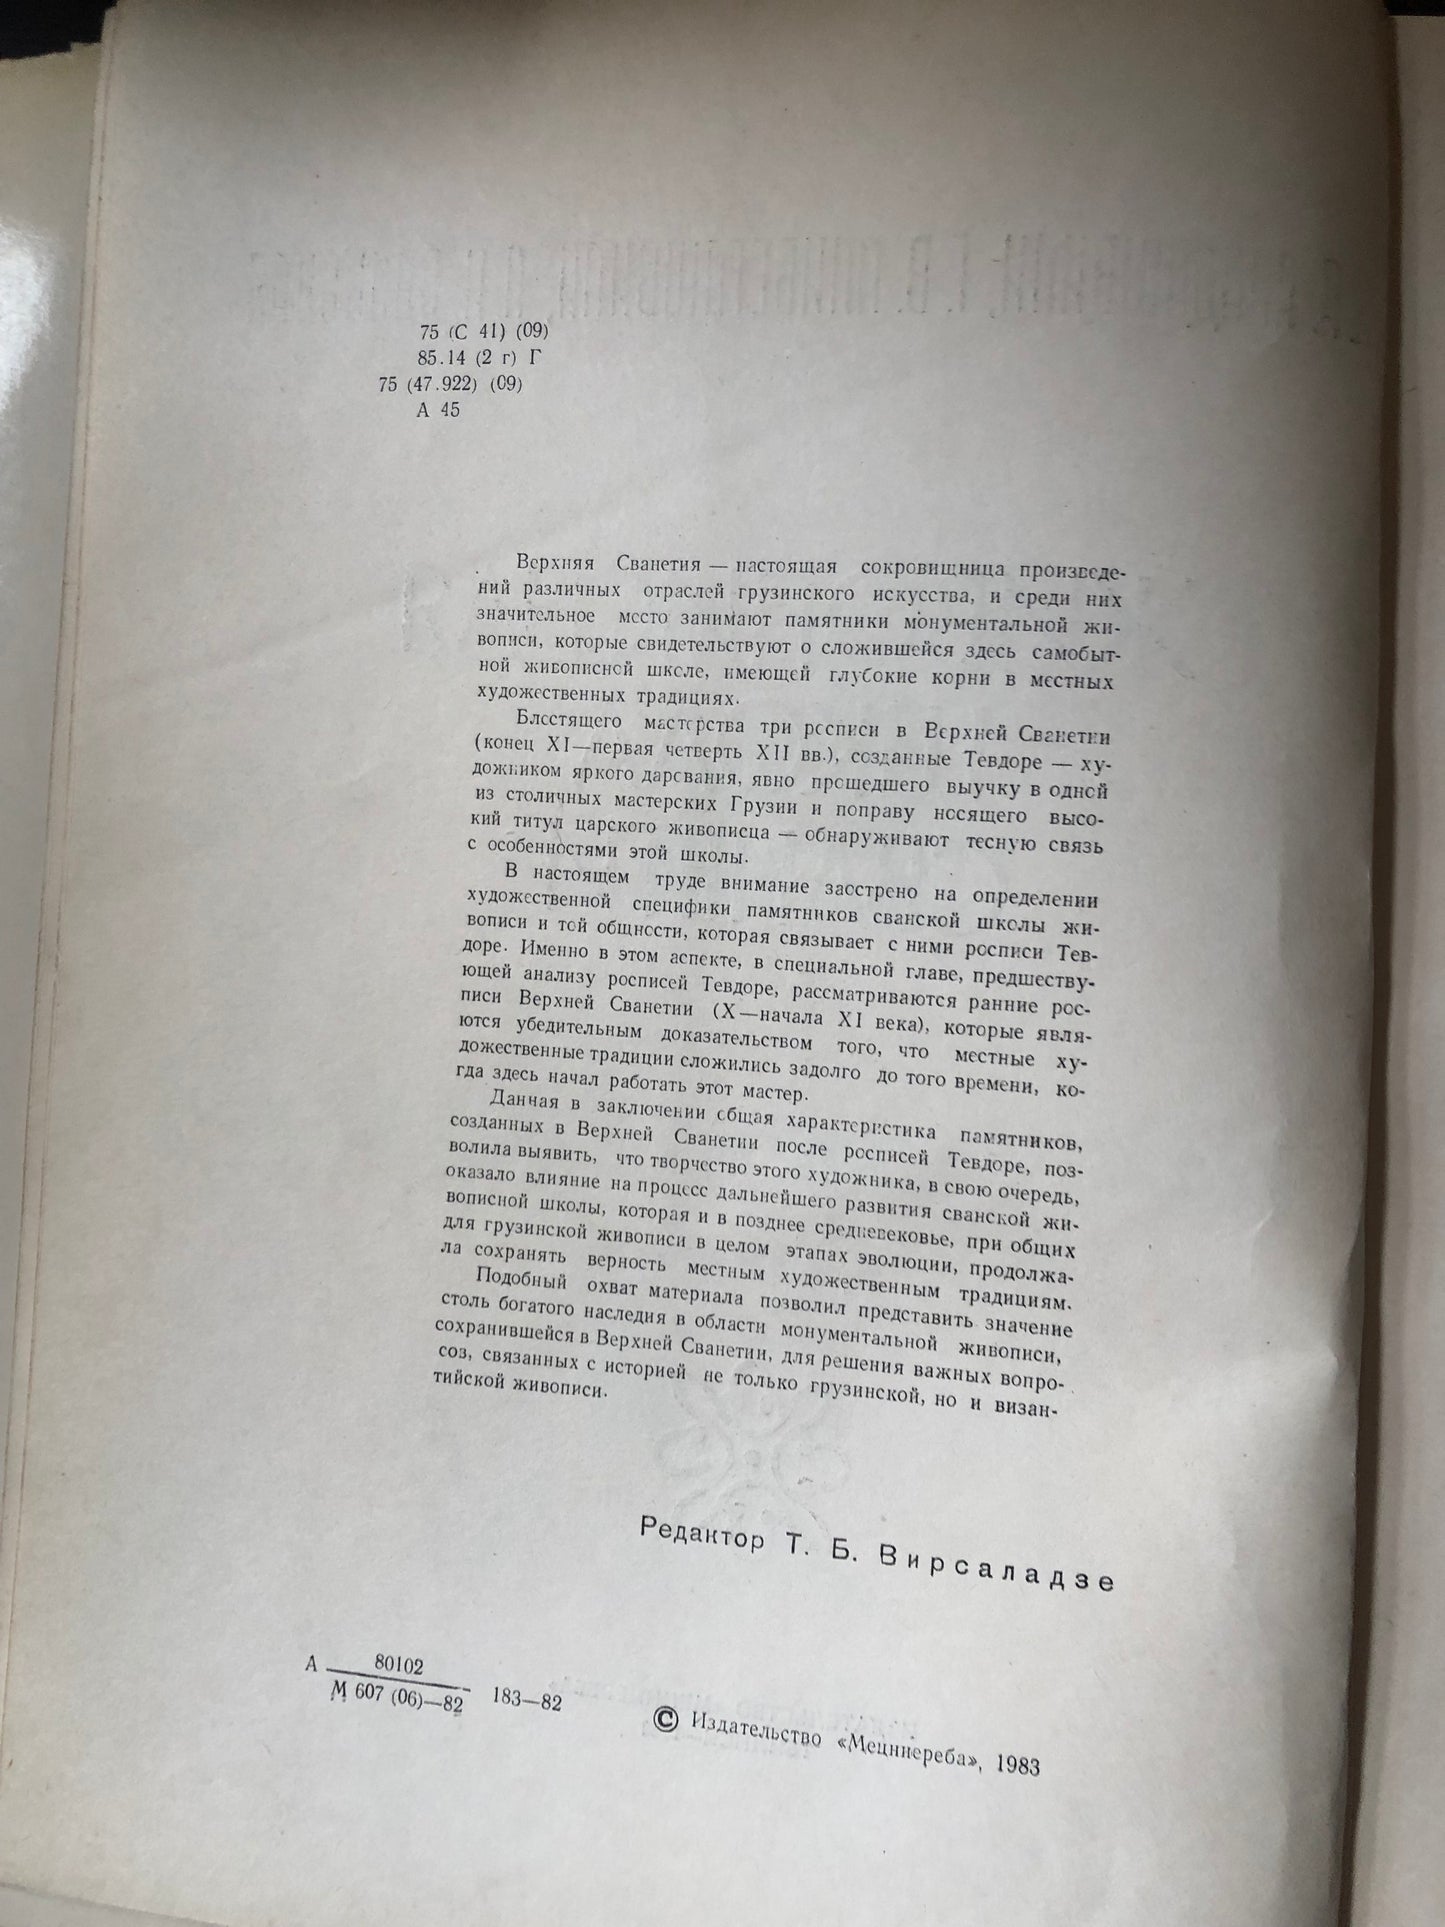 75 (С 41) (09)
85.14 (2 г) Г
75 (47.922) (09)
А 45
Верхняя Сванетия — настоящая сокровищница произведе-
ний различных отраслей грузинского искусства, и среди них
значительное место занимают памятники монументальной жи-
вописи, которые свидетельствуют о сложившейся здесь самобыт-
ной живописной школе, имеющей глубокие корни в местных
художественных традициях.
Блестящего мастерства три росписи в Верхней Сванетии
(конец XI—первая четверть XII вв.), созданные Тевдоре — ху-
дожником яркого дарования, явно прошедшего выучку в одной
из столичных мастерских Грузии и поправу носящего высо-
кий титул царского живописца — обнаруживают тесную связь
с особенностями этой школы.
В настоящем труде внимание заострено на определении
художественной специфики памятников сванской школы жи-
вописи и той общности, которая связывает с ними росписи Тев-
доре. Именно в этом аспекте, в специальной главе, предшеству-
ющей анализу росписей Тевдоре, рассматриваются ранние рос-
писи Верхней Сванетии (X—начала XI века), которые явля-
ются убедительным доказательством того, что местные ху-
дожественные традиции сложились задолго до того времени, ко-
гда здесь начал работать этот мастер.
Данная в заключении общая характеристика памятников,
созданных в Верхней Сванетии после росписей Тевдоре, поз-
волила выявить, что творчество этого художника, в свою очередь,
оказало влияние на процесс дальнейшего развития сванской жи-
вописной школы, которая и в позднее средневековье, при общих
для грузинской живописи в целом этапах эволюции, продолжа-
ла сохранять верность местным художественным традициям.
Подобный охват материала позволил представить значение
столь богатого наследия в области монументальной живописи,
сохранившейся в Верхней Сванетии, для решения важных вопро-
соз, связанных с историей не только грузинской, но и визан-
тийской живописи.
Редактор Т. Б. Вирсаладзе
А 80102
М 607 (06)—82 183—82
© Издательство «Мецниереба», 1983